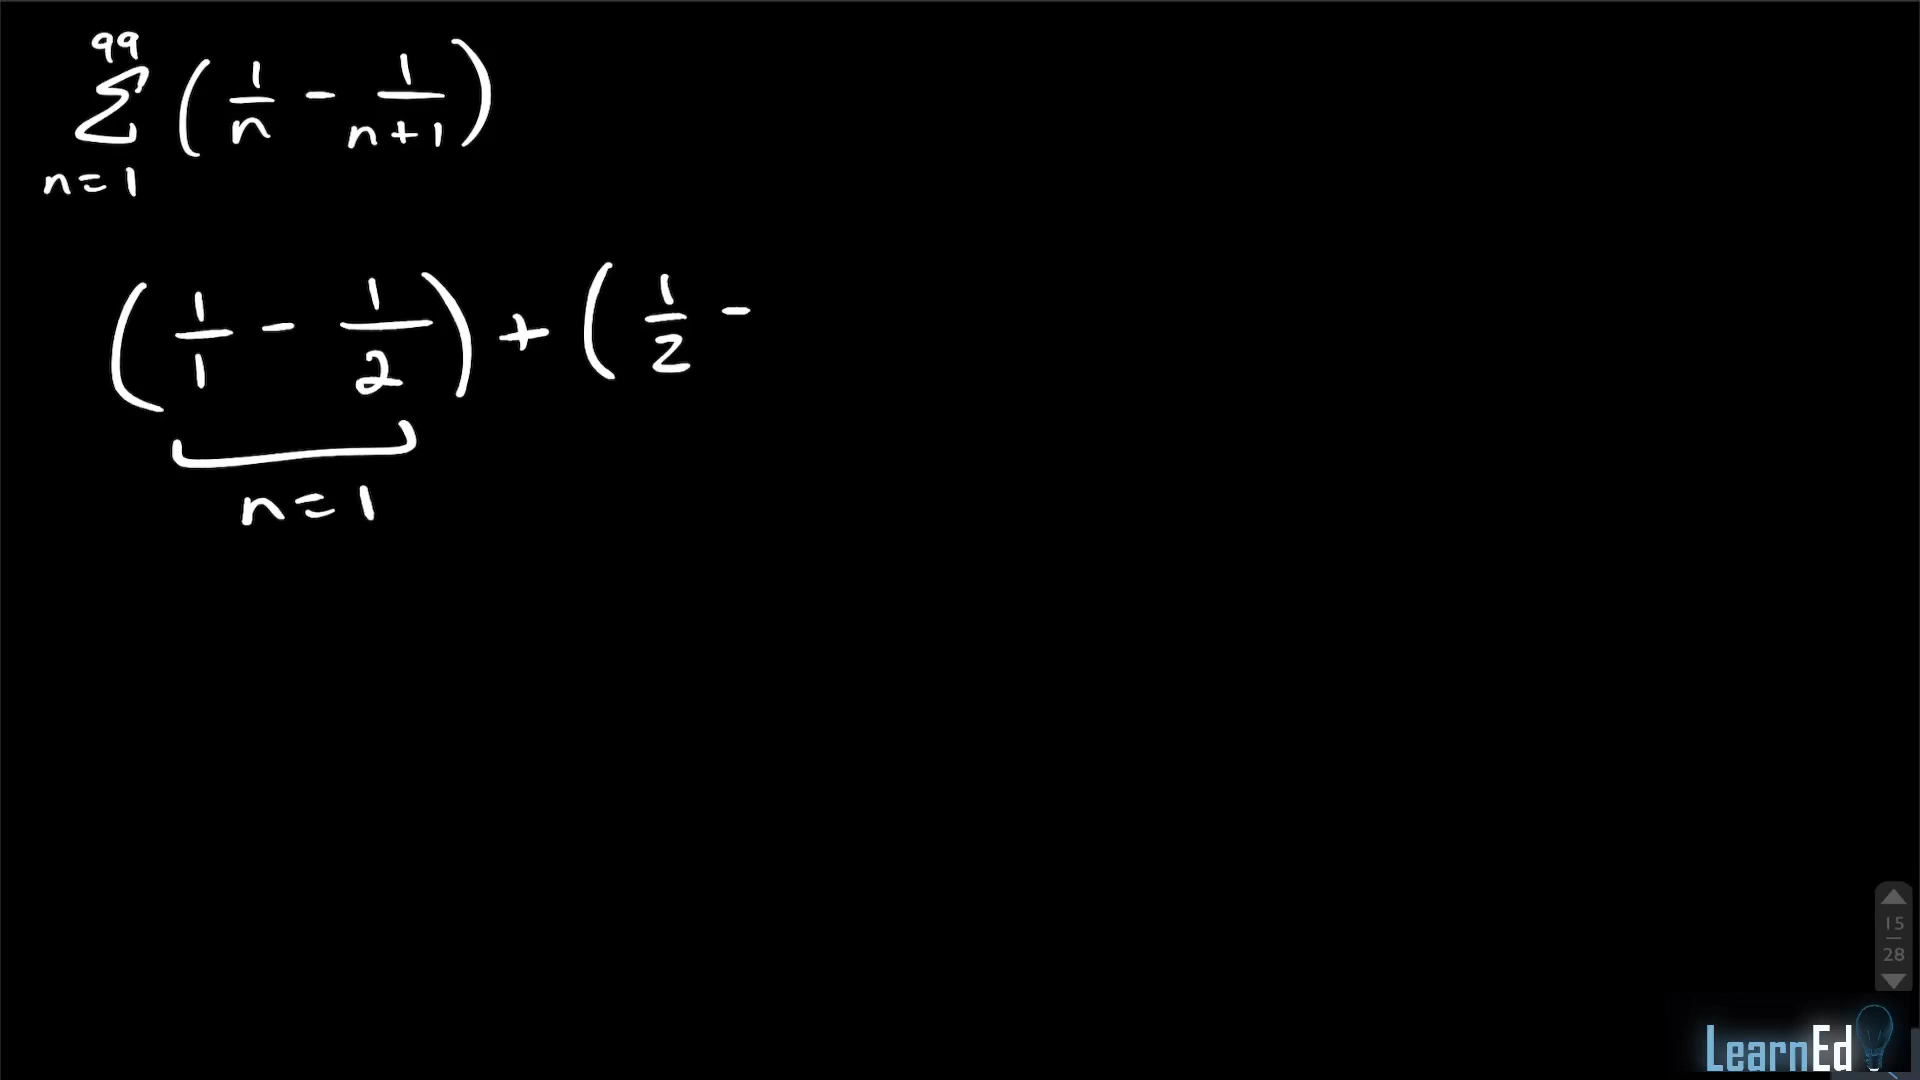 99
∑ ( 1/n - 1/(n+1) )
n=1
( 1/1 - 1/2 ) + ( 1/2 -
n=1
15
28
LearnEd